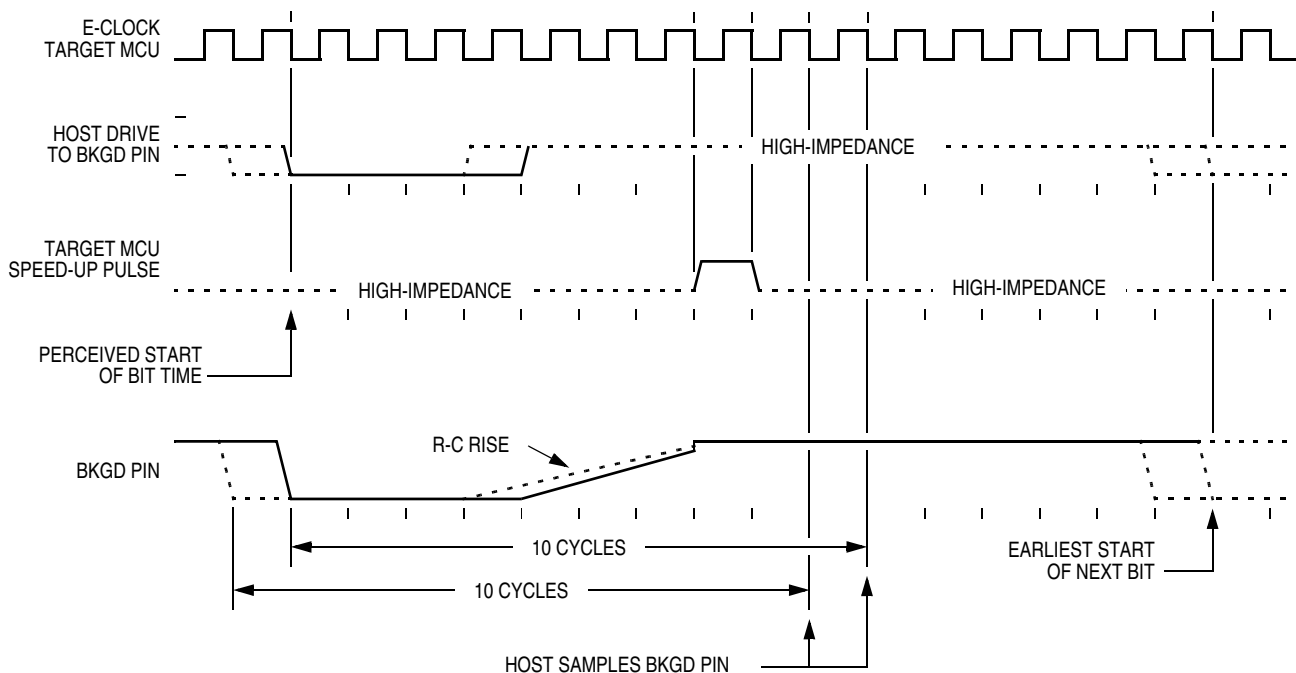 E-CLOCK
TARGET MCU
HOST DRIVE
TO BKGD PIN
HIGH-IMPEDANCE
TARGET MCU
SPEED-UP PULSE
HIGH-IMPEDANCE
HIGH-IMPEDANCE
PERCEIVED START
OF BIT TIME
R-C RISE
BKGD PIN
10 CYCLES
10 CYCLES
EARLIEST START
OF NEXT BIT
HOST SAMPLES BKGD PIN